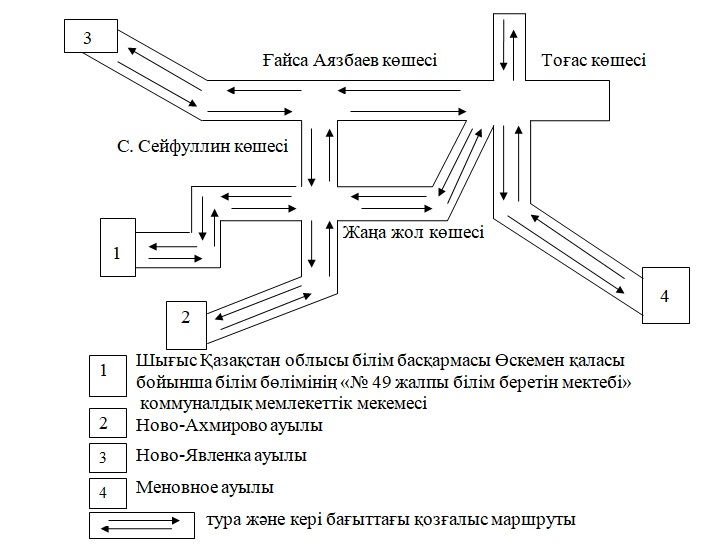 3
Ғайса Аязбаев көшесі
Тоғас көшесі
С. Сейфуллин көшесі
Жаңа жол көшесі
1
2
4
1 Шығыс Қазақстан облысы білім басқармасы Өскемен қаласы
бойынша білім бөлімінің «№ 49 жалпы білім беретін мектебі»
коммуналдық мемлекеттік мекемесі
2 Ново-Ахмирово ауылы
3 Ново-Явленка ауылы
4 Меновное ауылы
тура және кері бағыттағы қозғалыс маршруты